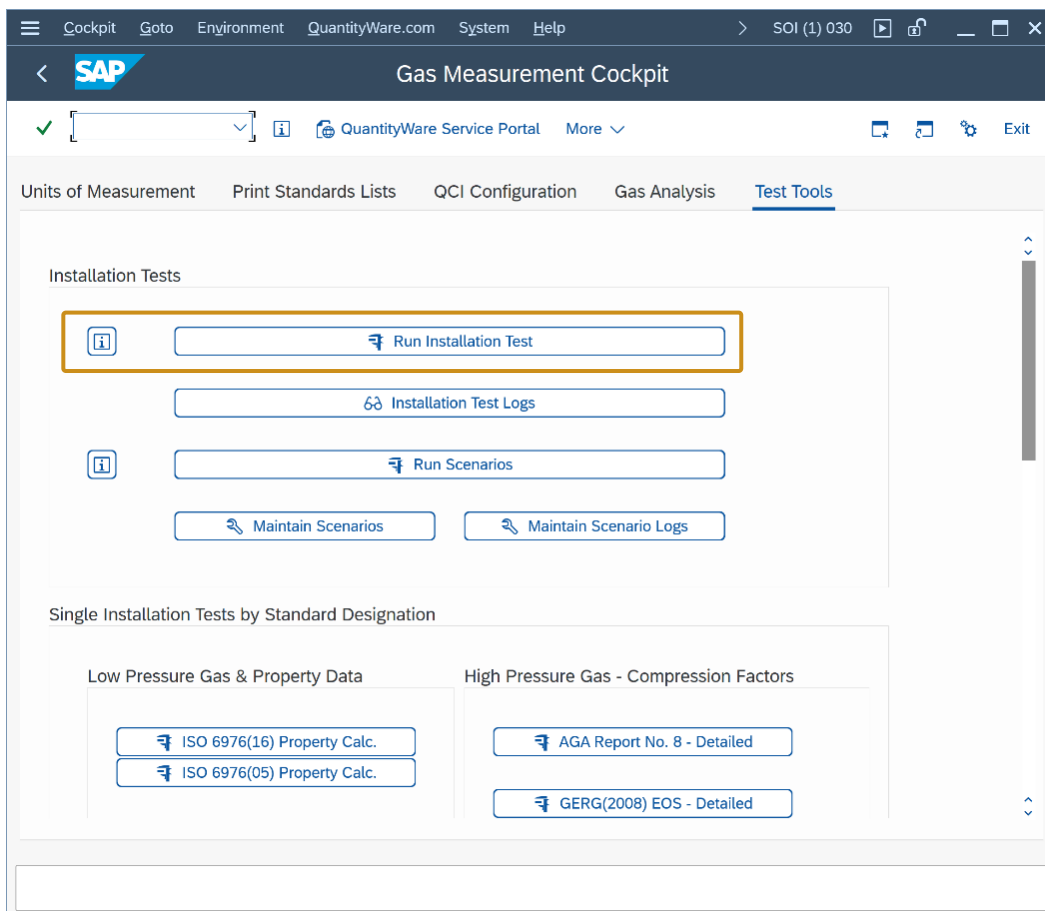 Cockpit Goto Environment QuantityWare.com System Help SOI (1) 030
SAP Gas Measurement Cockpit
QuantityWare Service Portal More Exit
Units of Measurement Print Standards Lists QCI Configuration Gas Analysis Test Tools
Installation Tests
Run Installation Test
Installation Test Logs
Run Scenarios
Maintain Scenarios Maintain Scenario Logs
Single Installation Tests by Standard Designation
Low Pressure Gas & Property Data High Pressure Gas - Compression Factors
ISO 6976(16) Property Calc. AGA Report No. 8 - Detailed
ISO 6976(05) Property Calc.
GERG(2008) EOS - Detailed